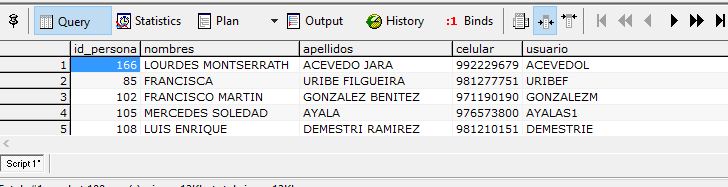 Query Statistics Plan Output History :1 Binds
id_persona nombres apellidos celular usuario
1 166 LOURDES MONTSERRATH ACEVEDO JARA 992229679 ACEVEDOL
2 85 FRANCISCA URIBE FILGUEIRA 981277751 URIBEF
3 102 FRANCISCO MARTIN GONZALEZ BENITEZ 971190190 GONZALEZM
4 105 MERCEDES SOLEDAD AYALA 976573800 AYALAS1
5 108 LUIS ENRIQUE DEMESTRI RAMIREZ 981210151 DEMESTRIE
Script 1*